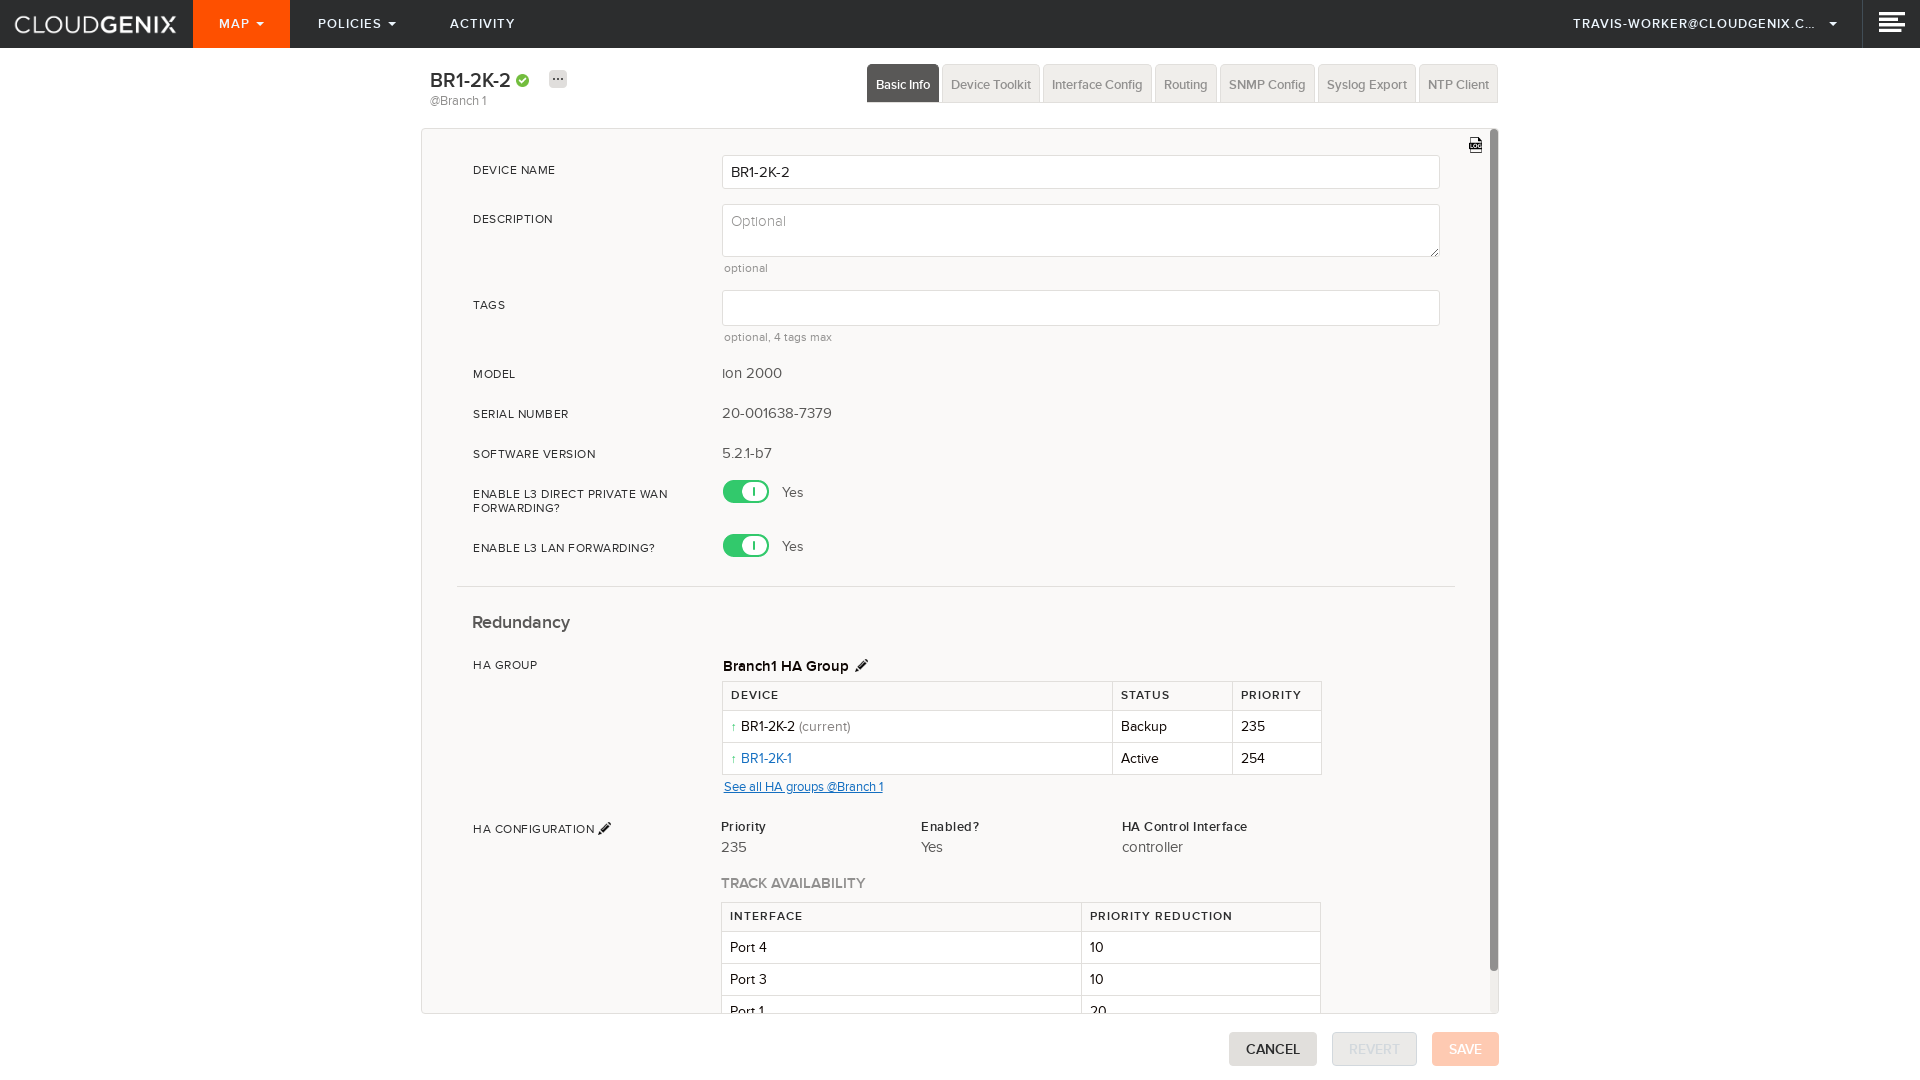 CLOUDGENIX MAP POLICIES ACTIVITY TRAVIS-WORKER@CLOUDGENIX.C...
BR1-2K-2 ...
@Branch 1
Basic Info Device Toolkit Interface Config Routing SNMP Config Syslog Export NTP Client
LOG
DEVICE NAME BR1-2K-2
DESCRIPTION Optional
optional
TAGS
optional, 4 tags max
MODEL ion 2000
SERIAL NUMBER 20-001638-7379
SOFTWARE VERSION 5.2.1-b7
ENABLE L3 DIRECT PRIVATE WAN
FORWARDING? Yes
ENABLE L3 LAN FORWARDING? Yes
Redundancy
HA GROUP Branch1 HA Group
DEVICE STATUS PRIORITY
↑ BR1-2K-2 (current) Backup 235
↑ BR1-2K-1 Active 254
See all HA groups @Branch 1
HA CONFIGURATION Priority Enabled? HA Control Interface
235 Yes controller
TRACK AVAILABILITY
INTERFACE PRIORITY REDUCTION
Port 4 10
Port 3 10
Port 1 20
CANCEL REVERT SAVE